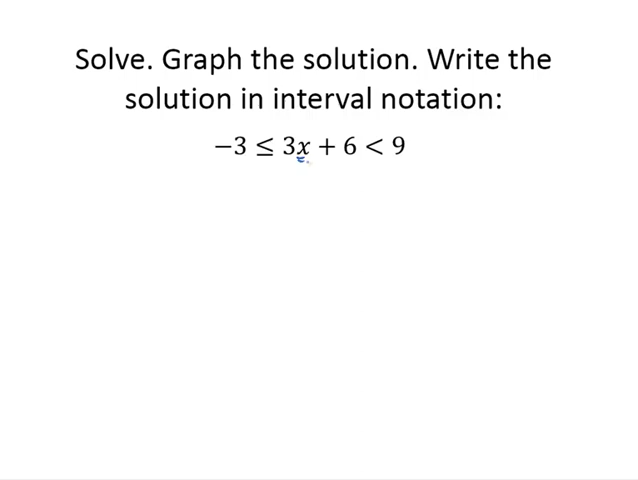 Solve. Graph the solution. Write the
solution in interval notation:
−3 ≤ 3x + 6 < 9